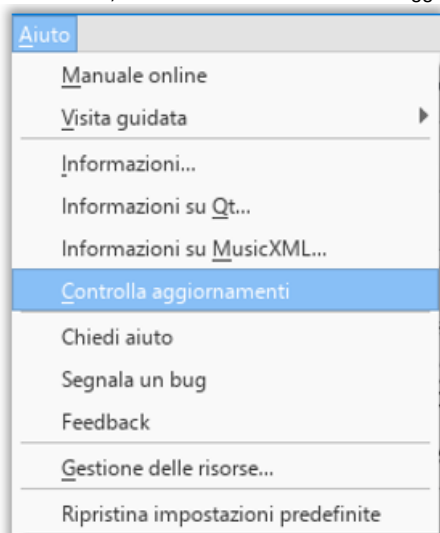 Aiuto
Manuale online
Visita guidata
Informazioni...
Informazioni su Qt...
Informazioni su MusicXML...
Controlla aggiornamenti
Chiedi aiuto
Segnala un bug
Feedback
Gestione delle risorse...
Ripristina impostazioni predefinite